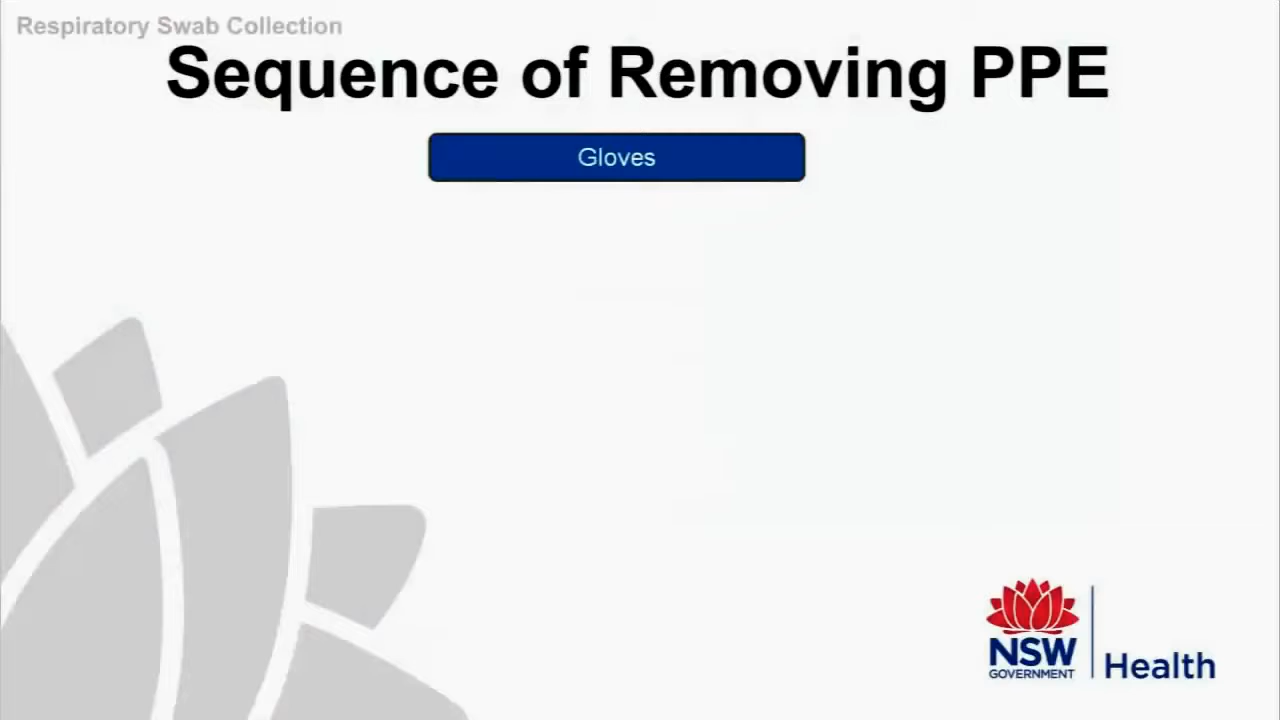 Respiratory Swab Collection
Sequence of Removing PPE
Gloves
NSW
GOVERNMENT
Health